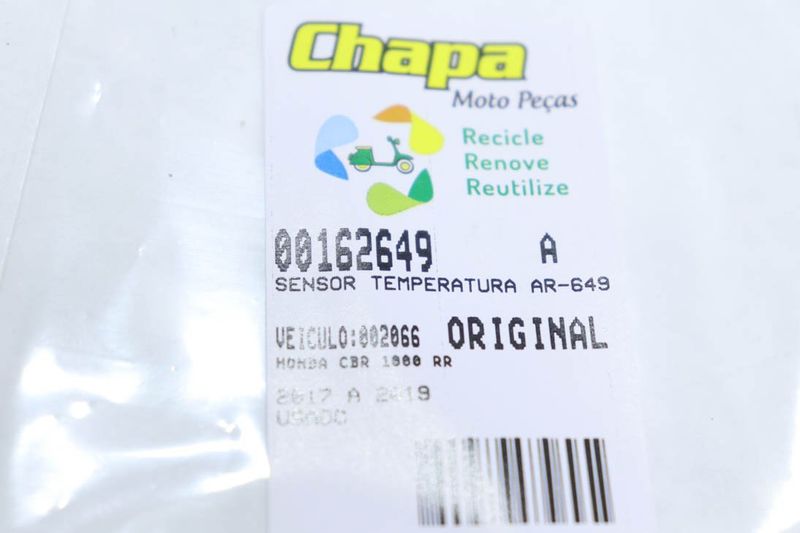 Chapa
Moto Peças
Recicle
Renove
Reutilize
00162649 A
SENSOR TEMPERATURA AR-649
VEICULO:002066 ORIGINAL
HONDA CBR 1000 RR
2017 A 2019
USADO